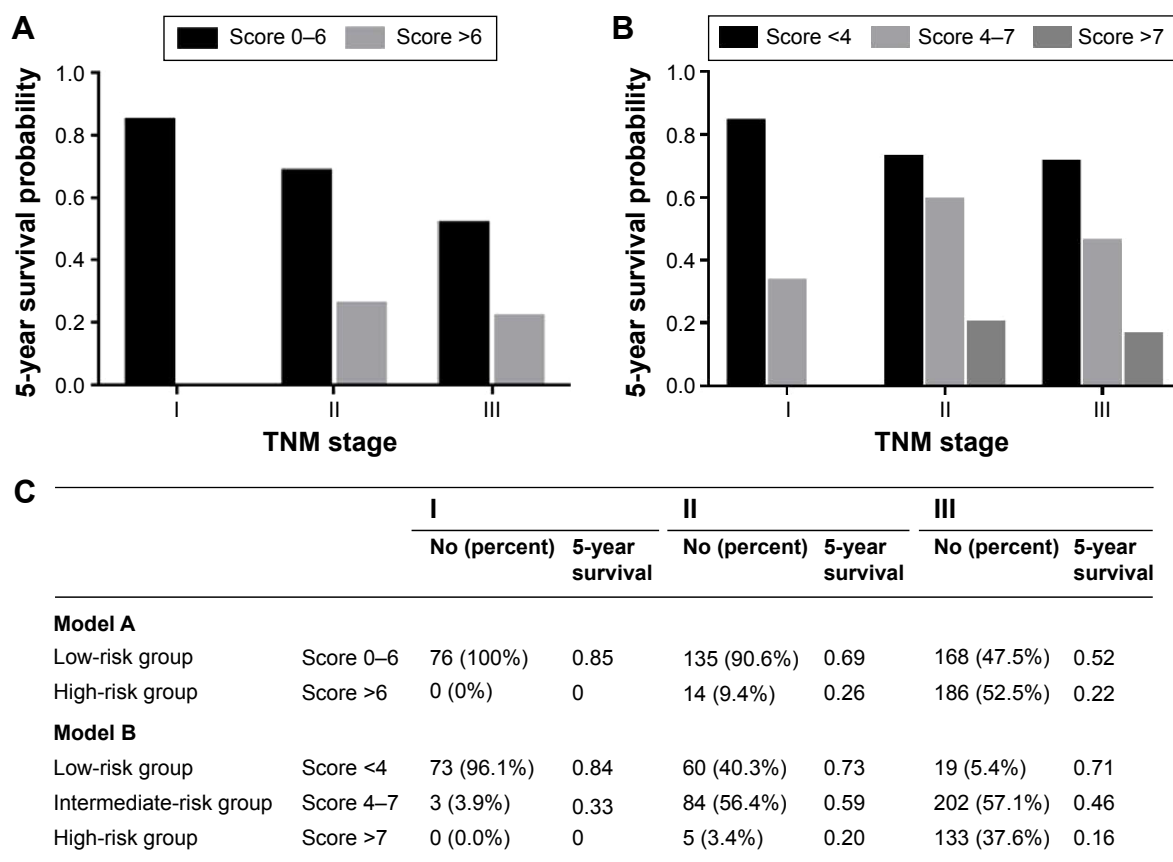 A
Score 0–6 Score >6
5-year survival probability
1.0
0.8
0.6
0.4
0.2
0.0
I II III
TNM stage
B
Score <4 Score 4–7 Score >7
5-year survival probability
1.0
0.8
0.6
0.4
0.2
0.0
I II III
TNM stage
C
I II III
No (percent) 5-year survival No (percent) 5-year survival No (percent) 5-year survival
Model A
Low-risk group Score 0–6 76 (100%) 0.85 135 (90.6%) 0.69 168 (47.5%) 0.52
High-risk group Score >6 0 (0%) 0 14 (9.4%) 0.26 186 (52.5%) 0.22
Model B
Low-risk group Score <4 73 (96.1%) 0.84 60 (40.3%) 0.73 19 (5.4%) 0.71
Intermediate-risk group Score 4–7 3 (3.9%) 0.33 84 (56.4%) 0.59 202 (57.1%) 0.46
High-risk group Score >7 0 (0.0%) 0 5 (3.4%) 0.20 133 (37.6%) 0.16